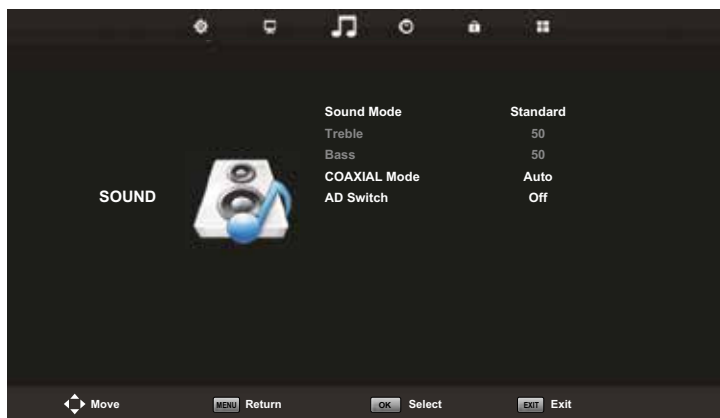 Sound Mode Standard
Treble 50
Bass 50
COAXIAL Mode Auto
AD Switch Off
SOUND
Move MENU Return OK Select EXIT Exit